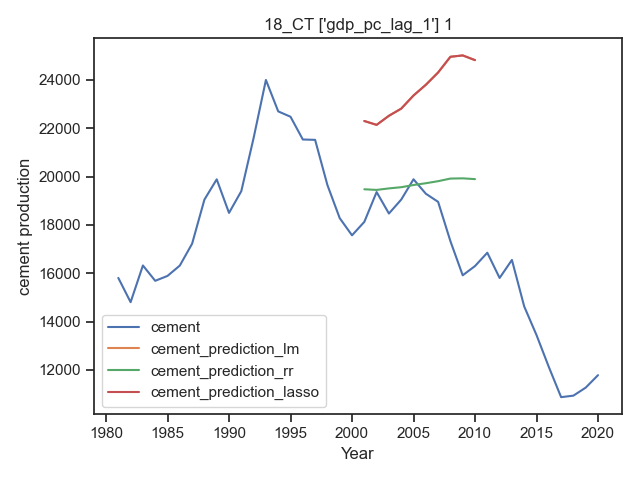 18_CT ['gdp_pc_lag_1'] 1
cement production
24000
22000
20000
18000
16000
14000
12000
cement
cement_prediction_lm
cement_prediction_rr
cement_prediction_lasso
1980 1985 1990 1995 2000 2005 2010 2015 2020
Year